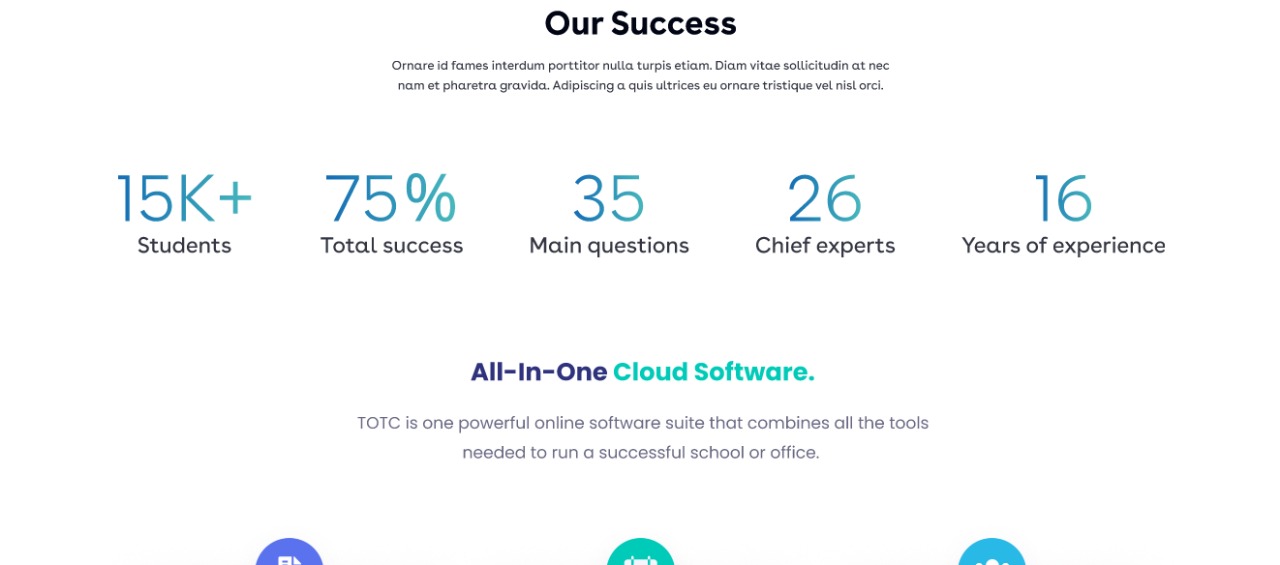 Our Success
Ornare id fames interdum porttitor nulla turpis etiam. Diam vitae sollicitudin at nec
nam et pharetra gravida. Adipiscing a quis ultrices eu ornare tristique vel nisl orci.
15K+ 75% 35 26 16
Students Total success Main questions Chief experts Years of experience
All-In-One Cloud Software.
TOTC is one powerful online software suite that combines all the tools
needed to run a successful school or office.